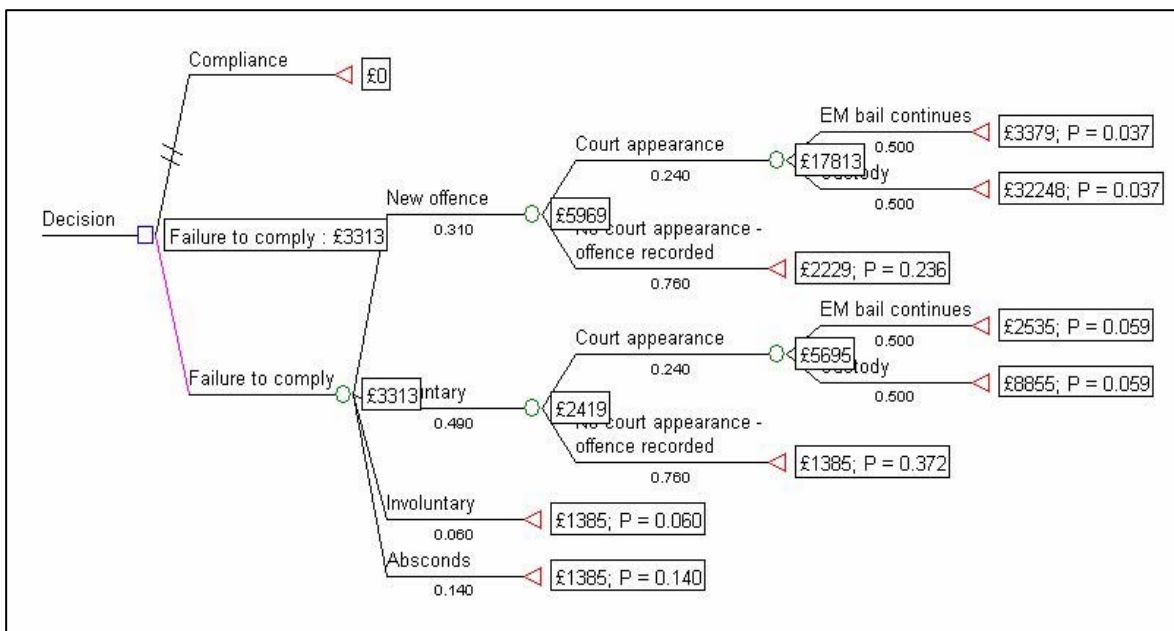 Compliance
£0
EM bail continues
0.500
£3379; P = 0.037
Court appearance
0.240
£17813
0.500
£32248; P = 0.037
New offence
0.310
£5969
Decision
Failure to comply : £3313
offence recorded
0.760
£2229; P = 0.236
EM bail continues
0.500
£2535; P = 0.059
Court appearance
0.240
£5695
0.500
£8855; P = 0.059
Failure to comply
£3313
0.490
£2419
offence recorded
0.760
£1385; P = 0.372
Involuntary
0.060
£1385; P = 0.060
Absconds
0.140
£1385; P = 0.140